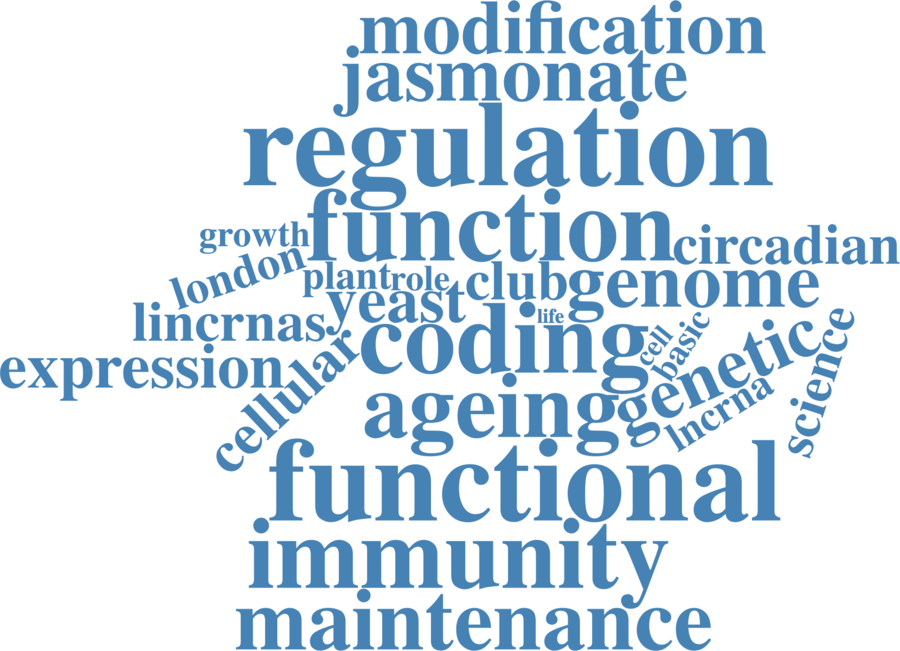 modification
jasmonate
regulation
function
growth
circadian
london
plant
role
club
genome
yeast
life
lincrnas
coding
cell
basic
genetic
science
expression
cellular
ageing
lncrna
functional
immunity
maintenance